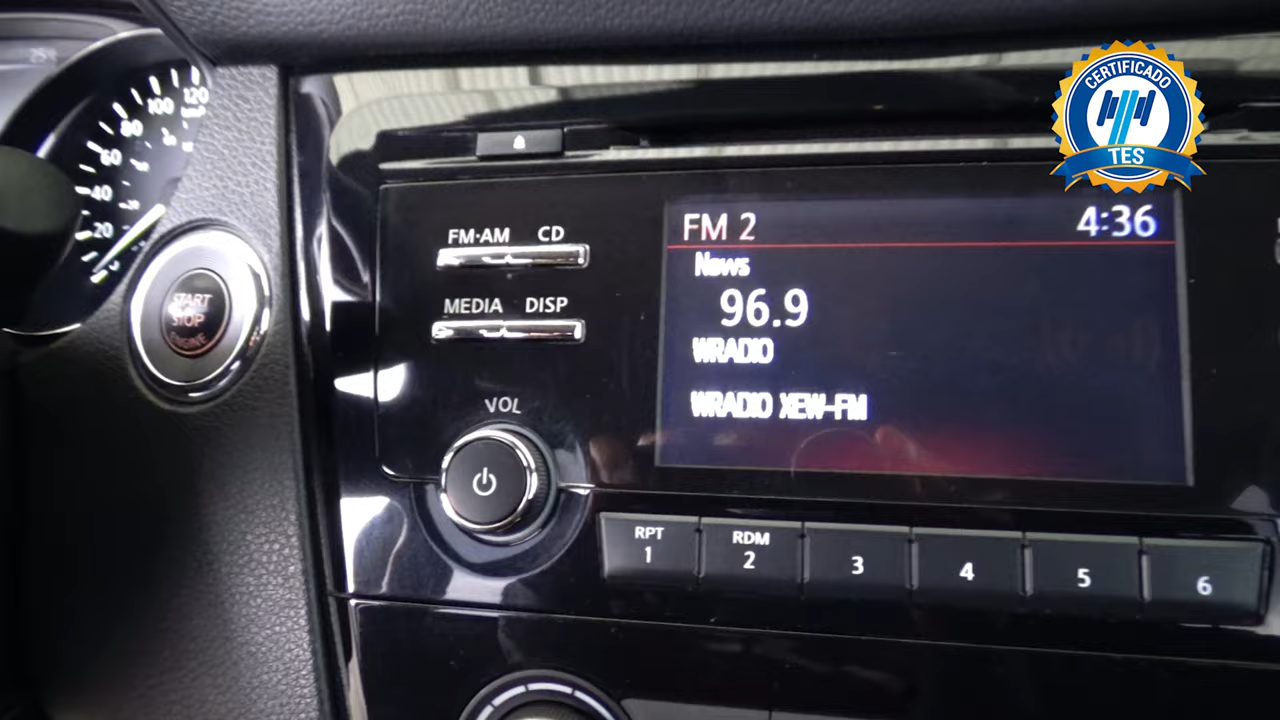 CERTIFICADO
TES
120
100
80
60
40
20
START
STOP
ENGINE
FM·AM CD
MEDIA DISP
VOL
FM 2 4:36
News
96.9
WRADIO
WRADIO XEW-FM
RPT RDM
1 2 3 4 5 6